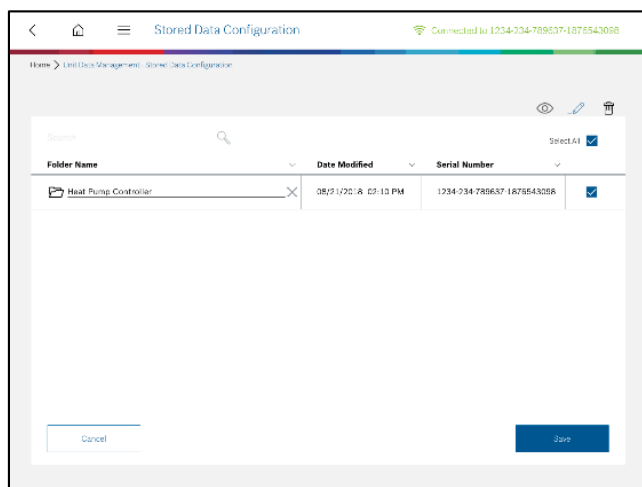 Stored Data Configuration
Connected to 1234-234-789637-1876543098
Home > Unit Data Management - Stored Data Configuration
Search
Select All
Folder Name Date Modified Serial Number
Heat Pump Controller 08/21/2018 02:10 PM 1234-234-789637-1876543098
Cancel Save